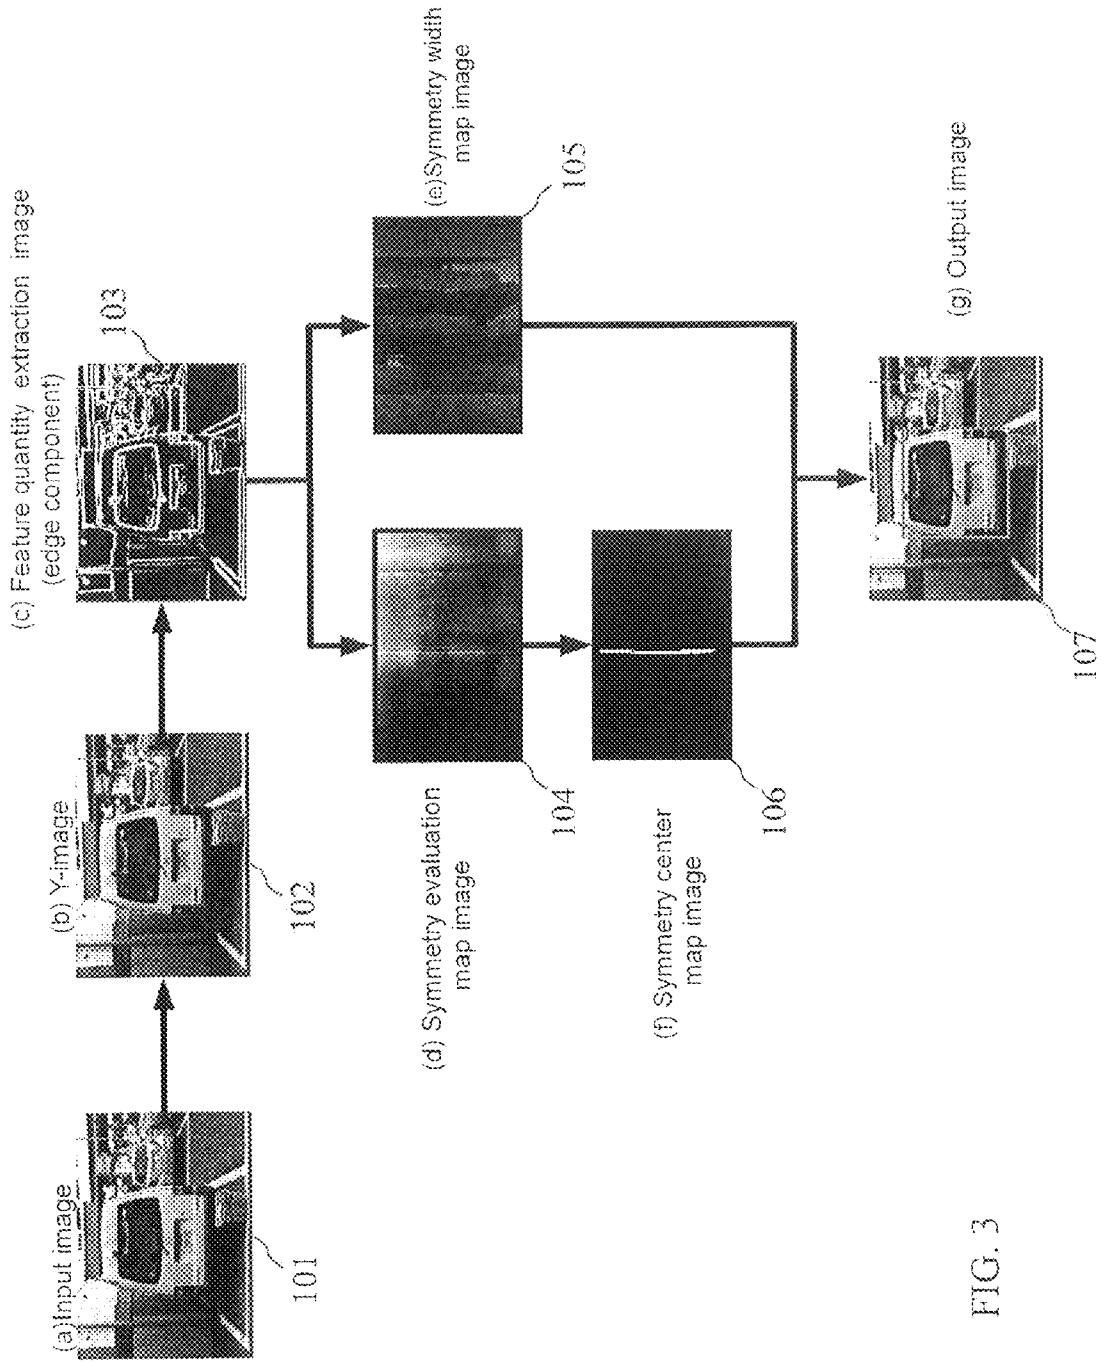 (a)Input image
101
(b) Y-image
102
(c) Feature quantity extraction image
(edge component)
103
(d) Symmetry evaluation
map image
104
(e)Symmetry width
map image
105
(f) Symmetry center
map image
106
(g) Output image
107
FIG. 3